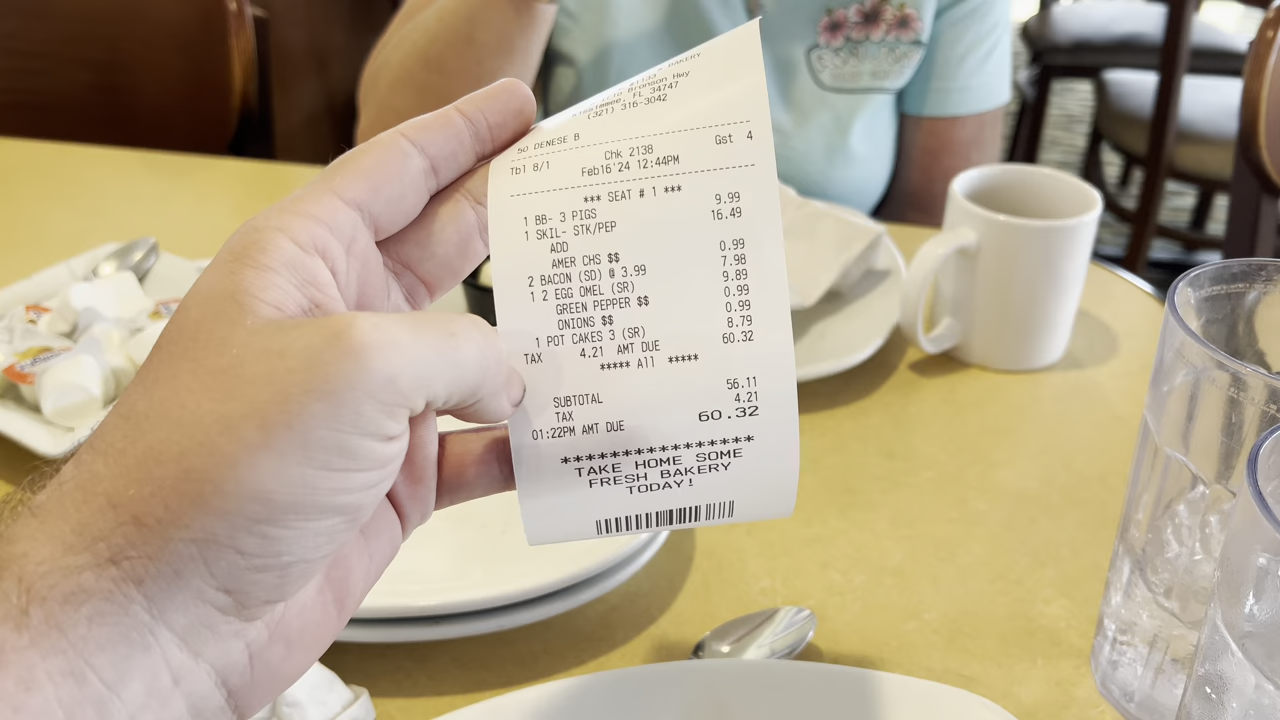 BAKERY
Bronson Hwy
Kissimmee, FL 34747
(321) 316-3042
50 DENESE B
Tbl 8/1 Chk 2138 Gst 4
Feb16'24 12:44PM
*** SEAT # 1 ***
1 BB- 3 PIGS 9.99
1 SKIL- STK/PEP 16.49
ADD
AMER CHS $$ 0.99
2 BACON (SD) @ 3.99 7.98
1 2 EGG OMEL (SR) 9.89
GREEN PEPPER $$ 0.99
ONIONS $$ 0.99
1 POT CAKES 3 (SR) 8.79
TAX 4.21 AMT DUE 60.32
***** All *****
SUBTOTAL 56.11
TAX 4.21
01:22PM AMT DUE 60.32
*****************
TAKE HOME SOME
FRESH BAKERY
TODAY!